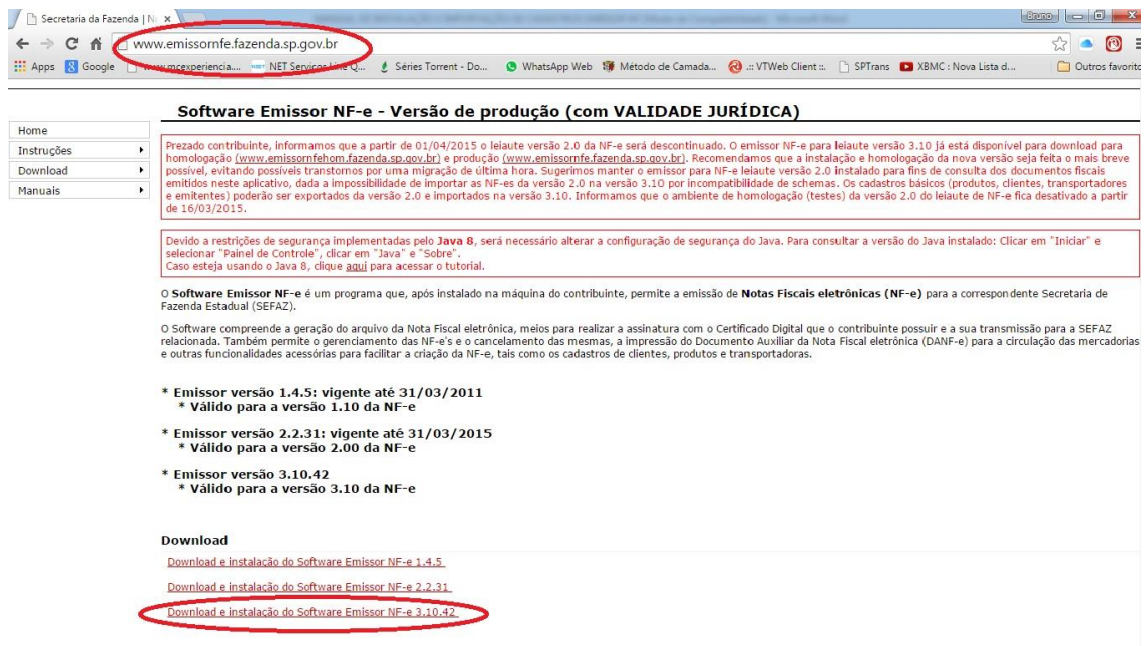 Secretaria da Fazenda | N
Bruno
www.emissornfe.fazenda.sp.gov.br
Apps
Google
www.mcexperiencia....
NET Serviços
Séries Torrent - Do...
WhatsApp Web
Método de Camada...
.:: VTWeb Client ::.
SPTrans
XBMC : Nova Lista d...
Outros favorito
Software Emissor NF-e - Versão de produção (com VALIDADE JURÍDICA)
Home
Instruções
Download
Manuais
Prezado contribuinte, informamos que a partir de 01/04/2015 o leiaute versão 2.0 da NF-e será descontinuado. O emissor NF-e para leiaute versão 3.10 já está disponível para download para
homologação (www.emissornfehom.fazenda.sp.gov.br) e produção (www.emissornfe.fazenda.sp.gov.br). Recomendamos que a instalação e homologação da nova versão seja feita o mais breve
possível, evitando possíveis transtornos por uma migração de última hora. Sugerimos manter o emissor para NF-e leiaute versão 2.0 instalado para fins de consulta dos documentos fiscais
emitidos neste aplicativo, dada a impossibilidade de importar as NF-es da versão 2.0 na versão 3.10 por incompatibilidade de schemas. Os cadastros básicos (produtos, clientes, transportadores
e emitentes) poderão ser exportados da versão 2.0 e importados na versão 3.10. Informamos que o ambiente de homologação (testes) da versão 2.0 do leiaute de NF-e fica desativado a partir
de 16/03/2015.
Devido a restrições de segurança implementadas pelo Java 8, será necessário alterar a configuração de segurança do Java. Para consultar a versão do Java instalado: Clicar em "Iniciar" e
selecionar "Painel de Controle", clicar em "Java" e "Sobre".
Caso esteja usando o Java 8, clique aqui para acessar o tutorial.
O Software Emissor NF-e é um programa que, após instalado na máquina do contribuinte, permite a emissão de Notas Fiscais eletrônicas (NF-e) para a correspondente Secretaria de
Fazenda Estadual (SEFAZ).
O Software compreende a geração do arquivo da Nota Fiscal eletrônica, meios para realizar a assinatura com o Certificado Digital que o contribuinte possuir e a sua transmissão para a SEFAZ
relacionada. Também permite o gerenciamento das NF-e's e o cancelamento das mesmas, a impressão do Documento Auxiliar da Nota Fiscal eletrônica (DANF-e) para a circulação das mercadorias
e outras funcionalidades acessórias para facilitar a criação da NF-e, tais como os cadastros de clientes, produtos e transportadoras.
* Emissor versão 1.4.5: vigente até 31/03/2011
* Válido para a versão 1.10 da NF-e
* Emissor versão 2.2.31: vigente até 31/03/2015
* Válido para a versão 2.00 da NF-e
* Emissor versão 3.10.42
* Válido para a versão 3.10 da NF-e
Download
Download e instalação do Software Emissor NF-e 1.4.5
Download e instalação do Software Emissor NF-e 2.2.31
Download e instalação do Software Emissor NF-e 3.10.42